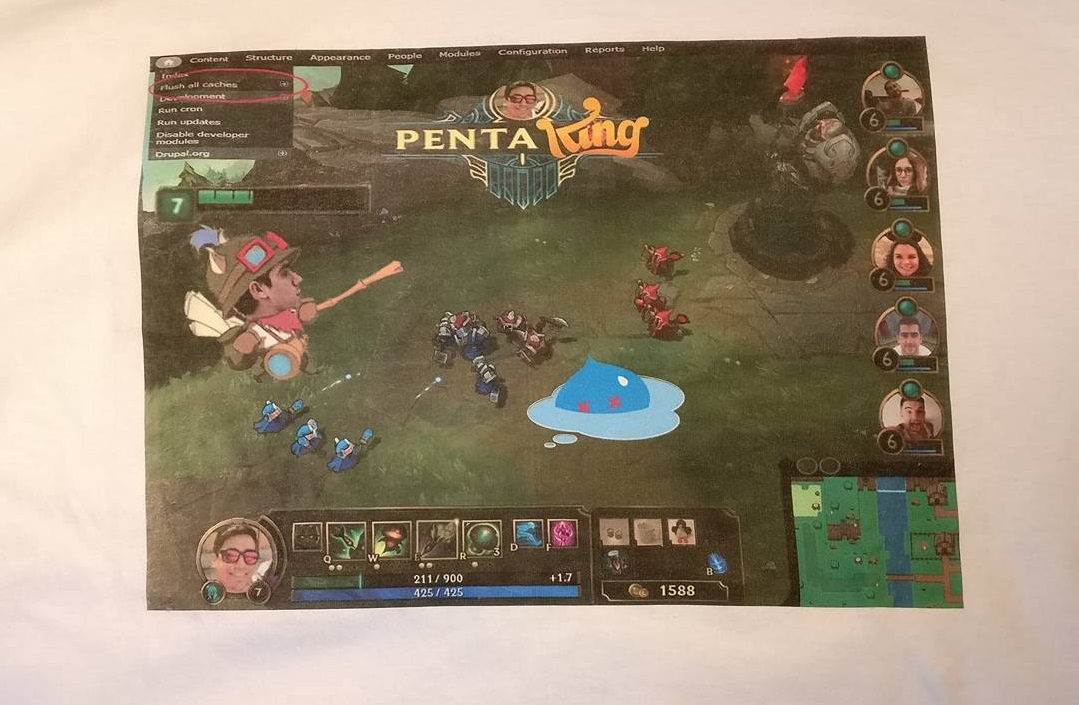 Content Structure Appearance People Modules Configuration Reports Help
Index
Flush all caches
Development
Run cron
Run updates
Disable developer
modules
Drupal.org
PENTA King
7
6
6
6
6
6
Q W E R 3 D F
7
211 / 900 +1.7
425 / 425
B
1588